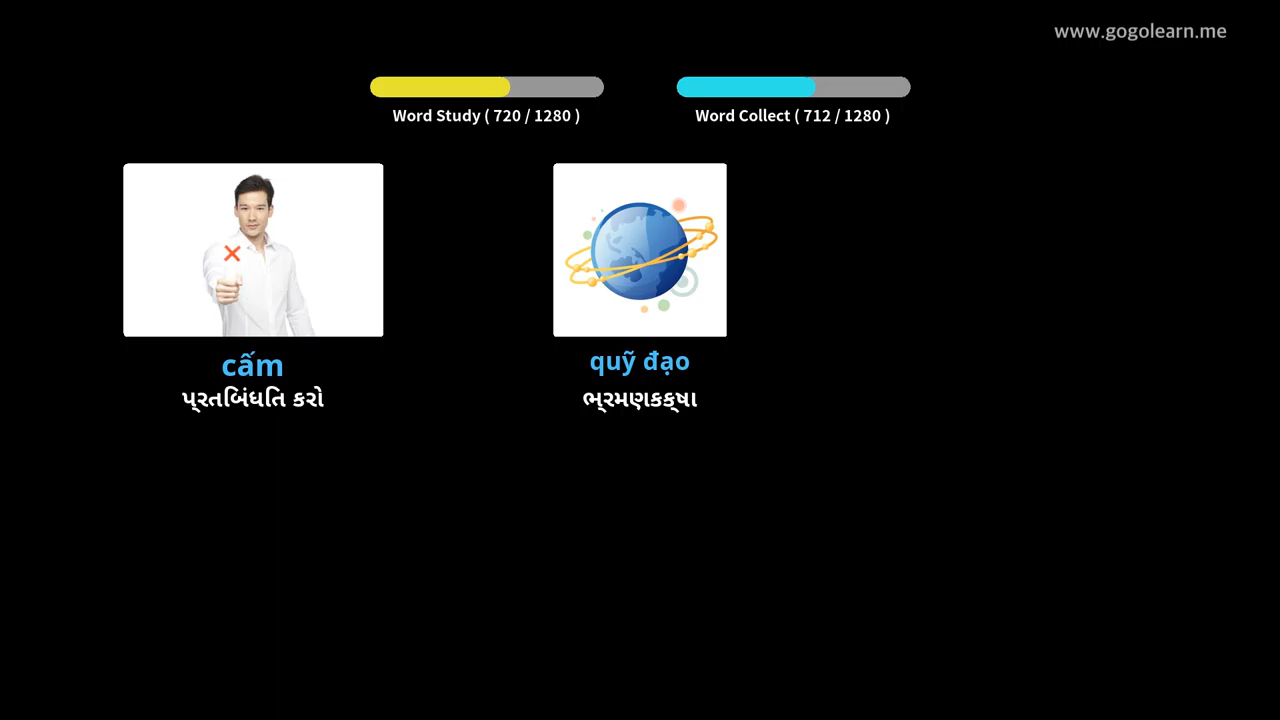 www.gogolearn.me
Word Study ( 720 / 1280 )
Word Collect ( 712 / 1280 )
cấm
પ્રતિબંધિત કરો
quỹ đạo
ભ્રમણકક્ષા